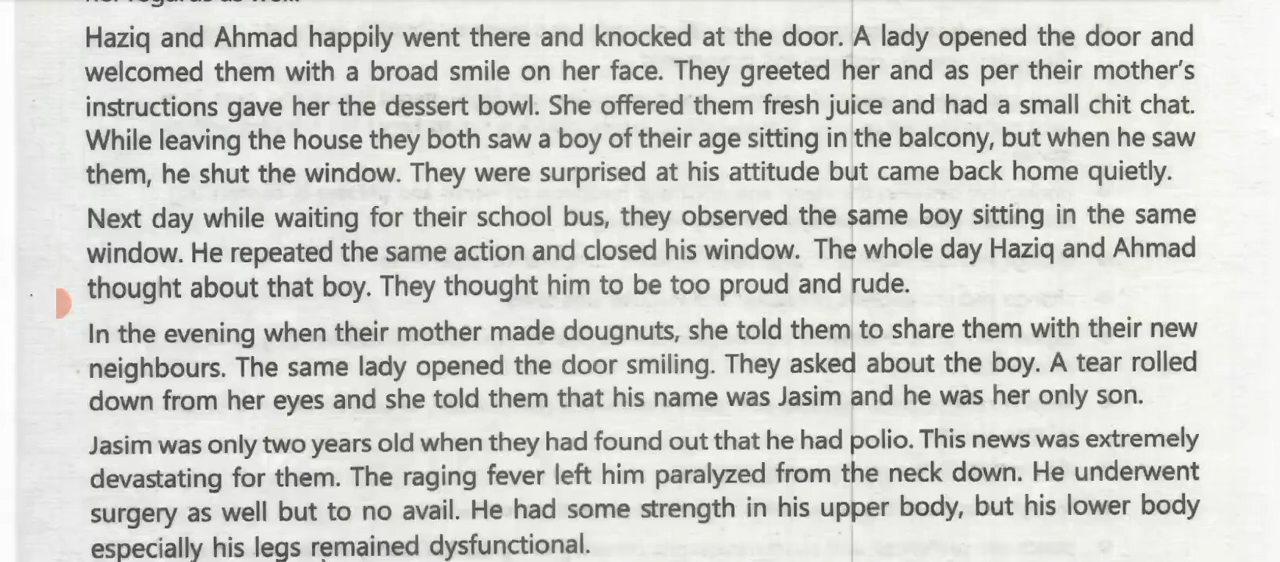 Haziq and Ahmad happily went there and knocked at the door. A lady opened the door and
welcomed them with a broad smile on her face. They greeted her and as per their mother's
instructions gave her the dessert bowl. She offered them fresh juice and had a small chit chat.
While leaving the house they both saw a boy of their age sitting in the balcony, but when he saw
them, he shut the window. They were surprised at his attitude but came back home quietly.
Next day while waiting for their school bus, they observed the same boy sitting in the same
window. He repeated the same action and closed his window. The whole day Haziq and Ahmad
thought about that boy. They thought him to be too proud and rude.
In the evening when their mother made dougnuts, she told them to share them with their new
neighbours. The same lady opened the door smiling. They asked about the boy. A tear rolled
down from her eyes and she told them that his name was Jasim and he was her only son.
Jasim was only two years old when they had found out that he had polio. This news was extremely
devastating for them. The raging fever left him paralyzed from the neck down. He underwent
surgery as well but to no avail. He had some strength in his upper body, but his lower body
especially his legs remained dysfunctional.